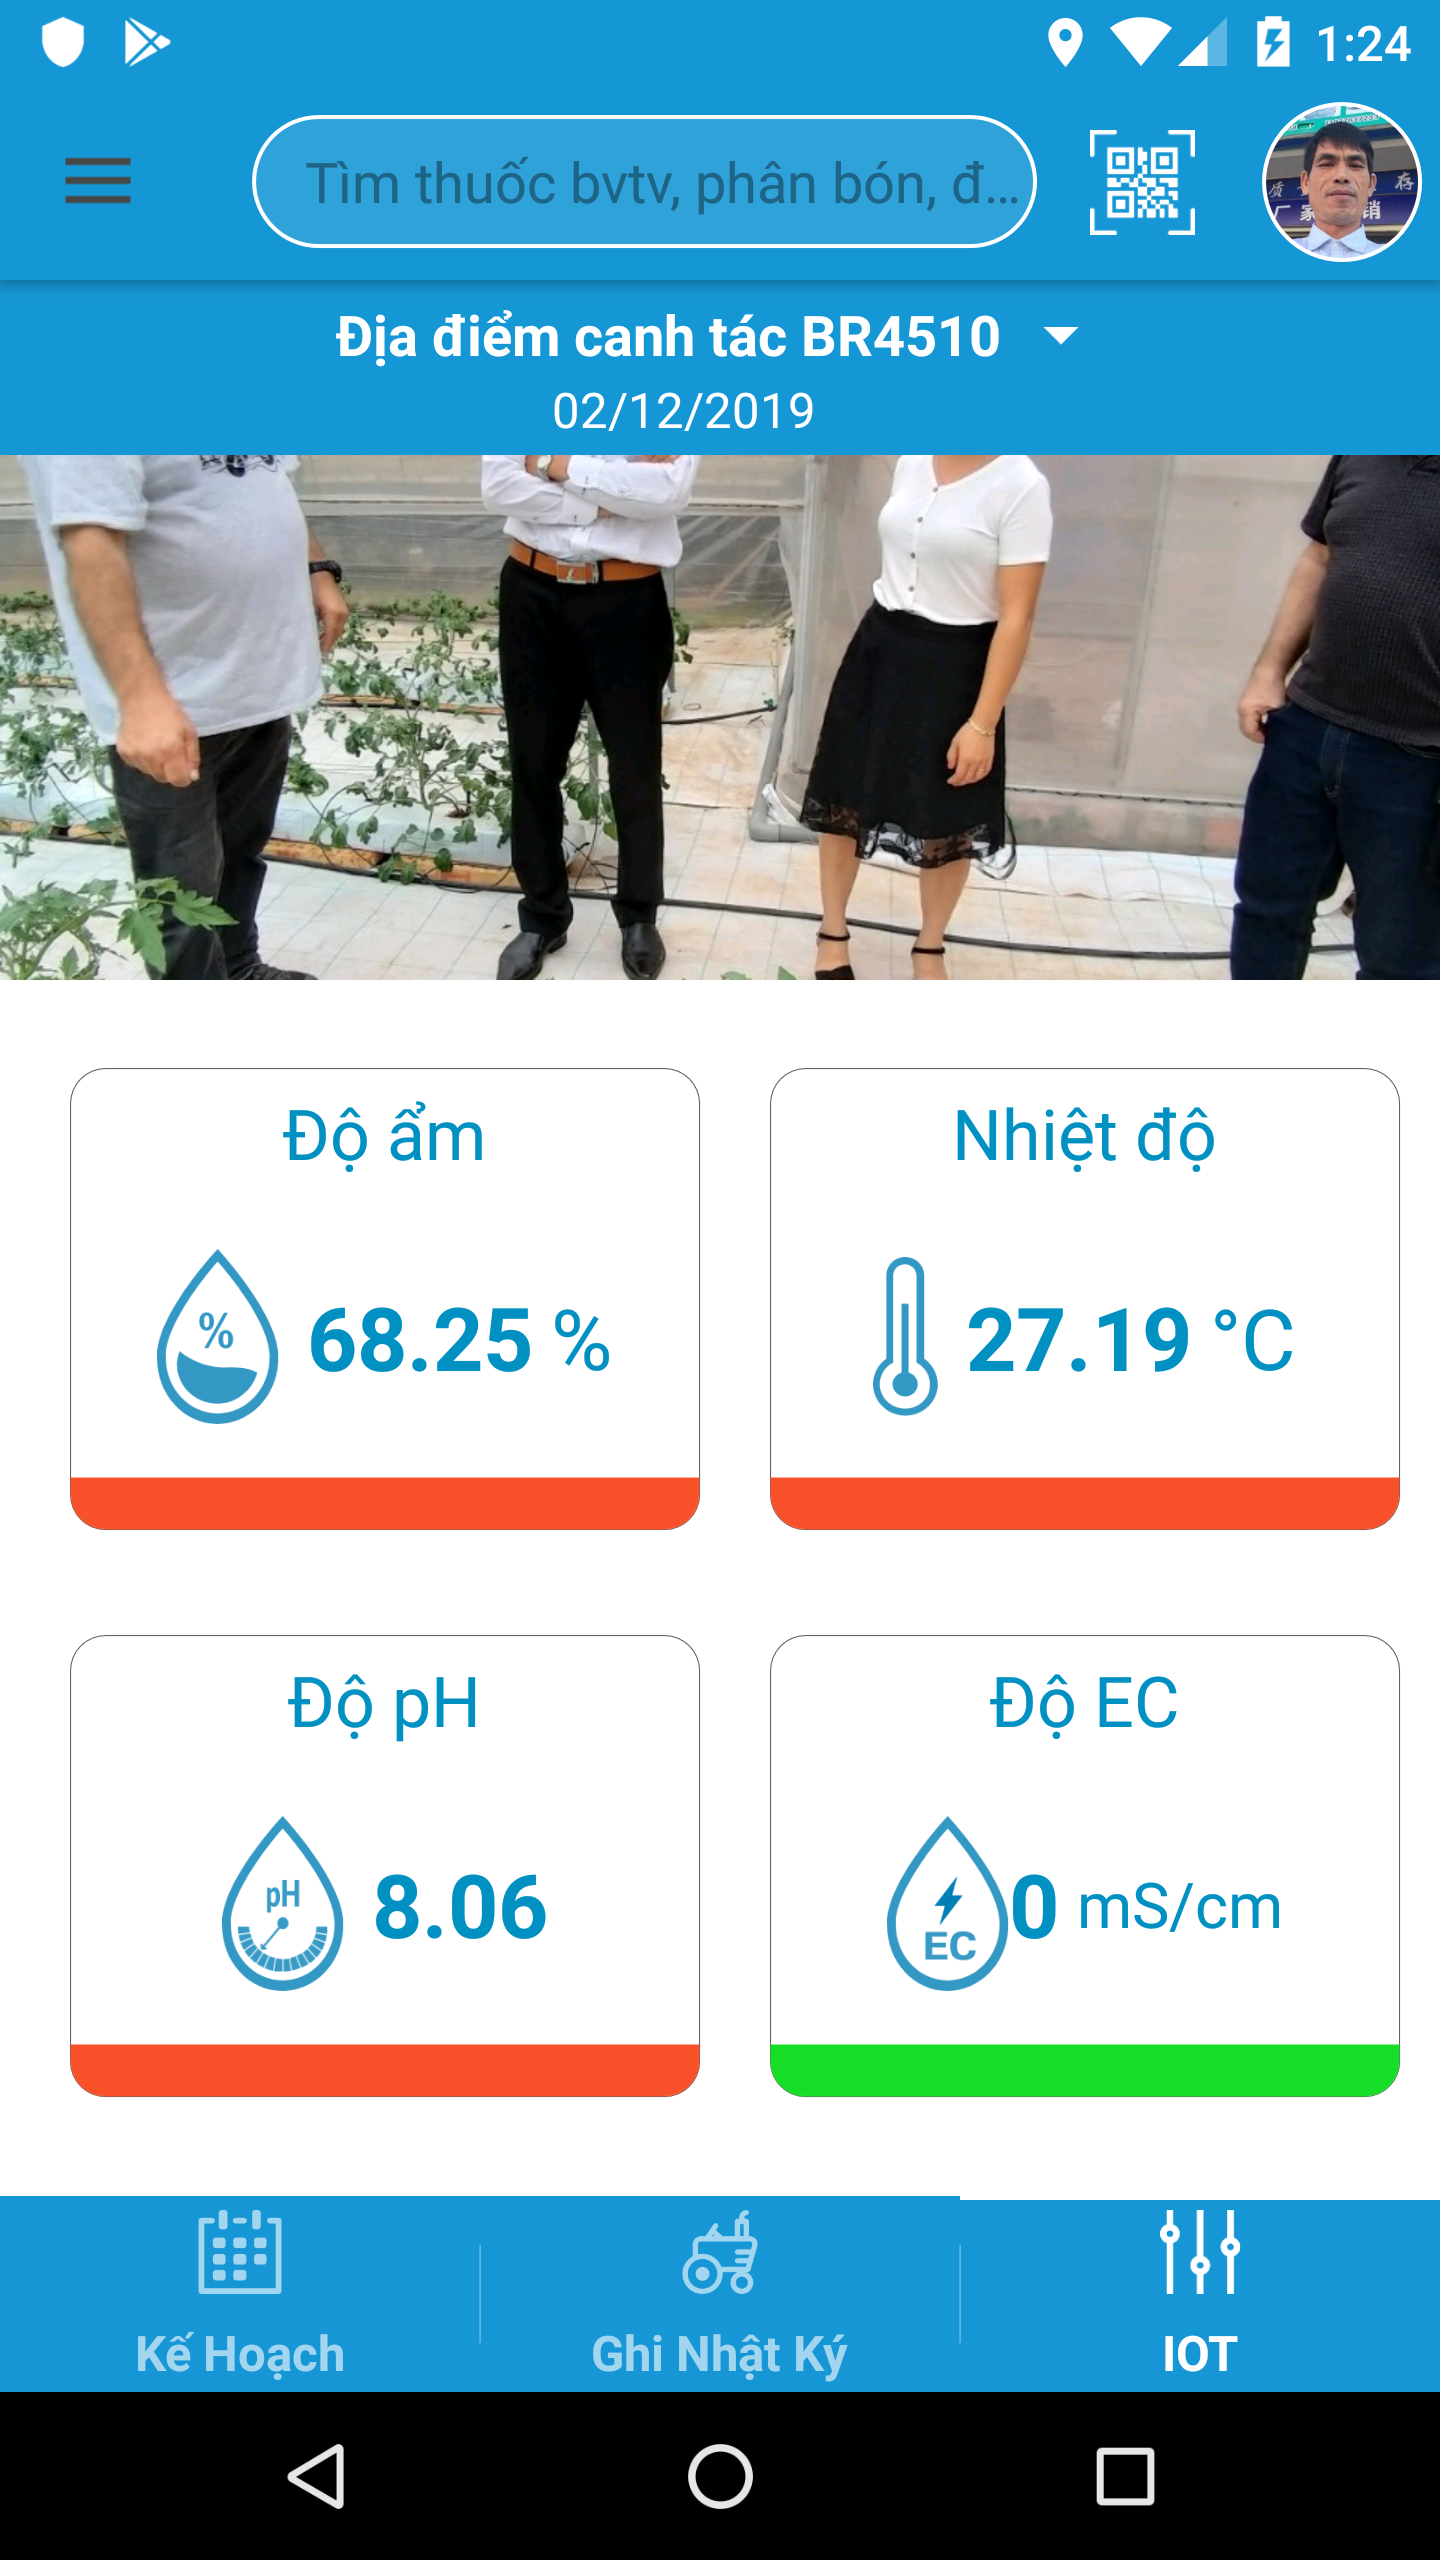 1:24
Tìm thuốc bvtv, phân bón, đ...
Địa điểm canh tác BR4510
02/12/2019
Độ ẩm
Nhiệt độ
%
68.25 %
27.19 °C
Độ pH
Độ EC
pH
8.06
EC
0 mS/cm
Kế Hoạch
Ghi Nhật Ký
IOT